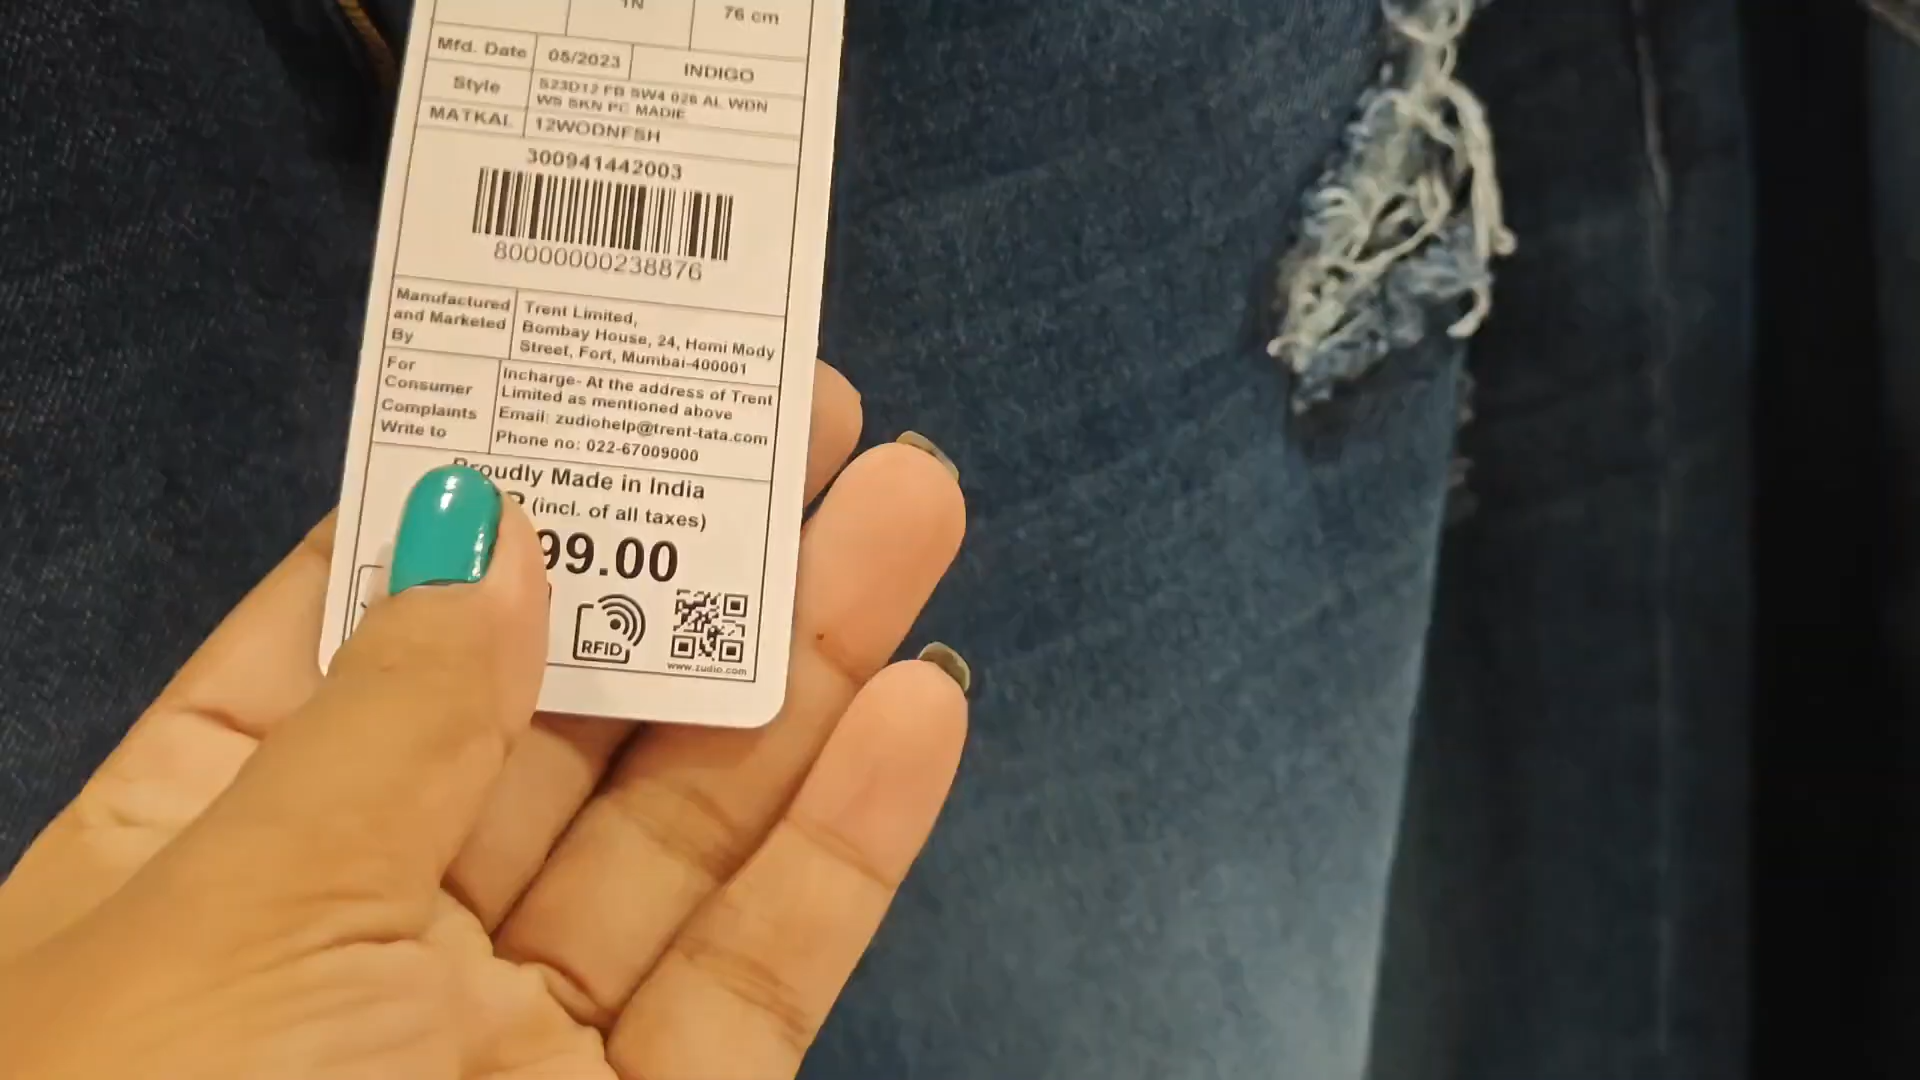 1N
76 cm
Mfd. Date 05/2023 INDIGO
Style S23D12 FB SW4 026 AL WDN
WS SKN PC MADIE
MATKAL 12WODNFSH
300941442003
80000000238876
Manufactured and Marketed By
Trent Limited,
Bombay House, 24, Homi Mody
Street, Fort, Mumbai-400001
For Consumer Complaints Write to
Incharge- At the address of Trent
Limited as mentioned above
Email: zudiohelp@trent-tata.com
Phone no: 022-67009000
Proudly Made in India
(incl. of all taxes)
99.00
RFID
www.zudio.com